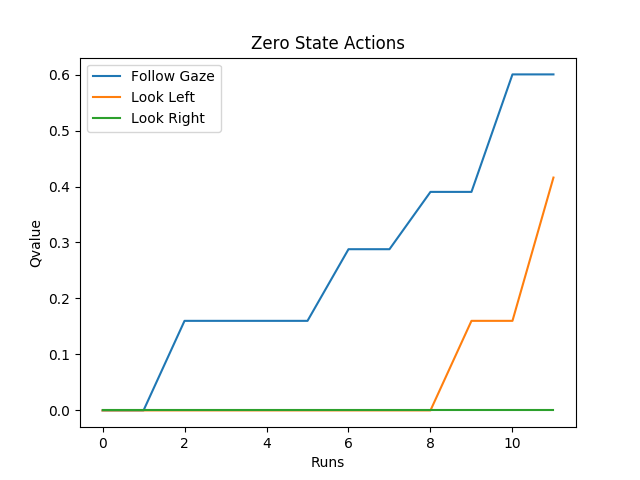 Zero State Actions
Follow Gaze
Look Left
Look Right
0.6
0.5
0.4
0.3
0.2
0.1
0.0
Qvalue
0 2 4 6 8 10
Runs